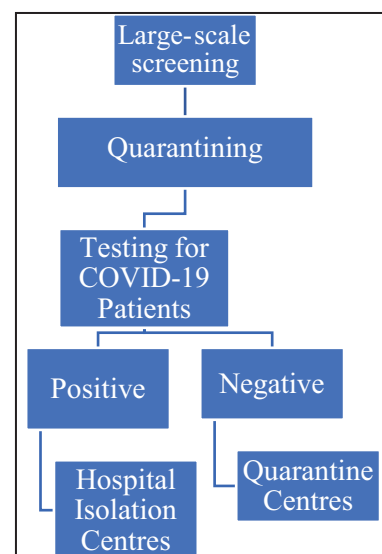 Large-scale
screening
Quarantining
Testing for
COVID-19
Patients
Positive
Negative
Hospital
Isolation
Centres
Quarantine
Centres